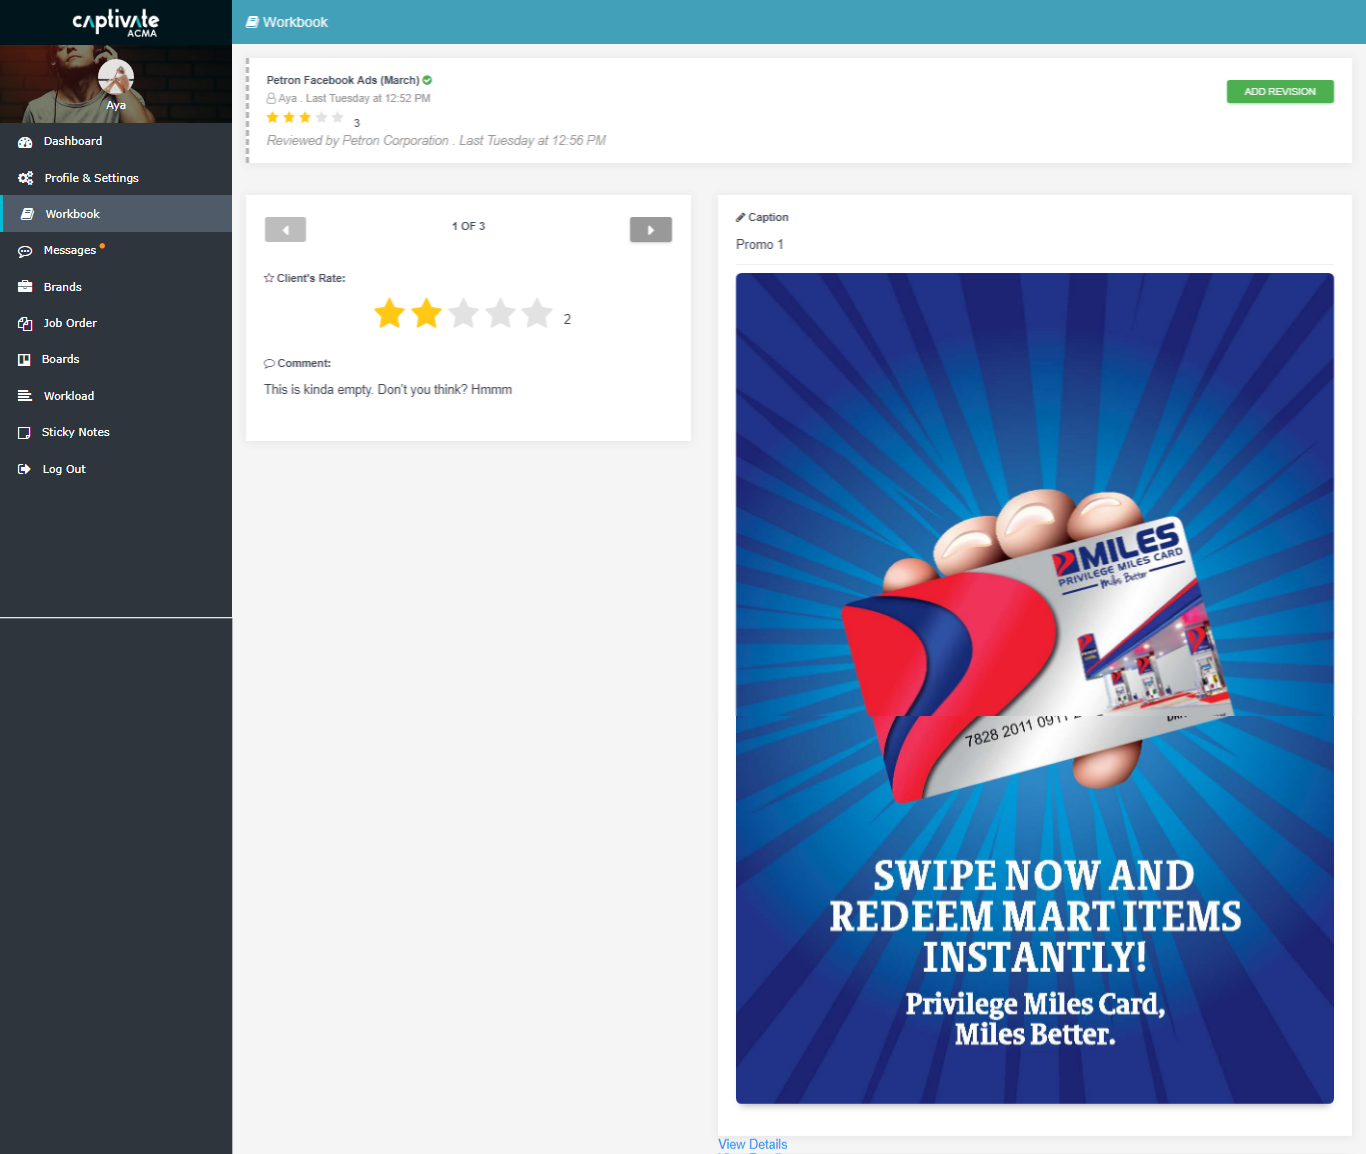 captivate
ACMA
Aya
Dashboard
Profile & Settings
Workbook
Messages
Brands
Job Order
Boards
Workload
Sticky Notes
Log Out
Workbook
Petron Facebook Ads (March)
Aya . Last Tuesday at 12:52 PM
3
Reviewed by Petron Corporation . Last Tuesday at 12:56 PM
ADD REVISION
1 OF 3
Client's Rate:
2
Comment:
This is kinda empty. Don't you think? Hmmm
Caption
Promo 1
MILES
PRIVILEGE MILES CARD
Miles Better
7828 2011 0911
SWIPE NOW AND
REDEEM MART ITEMS
INSTANTLY!
Privilege Miles Card,
Miles Better.
View Details